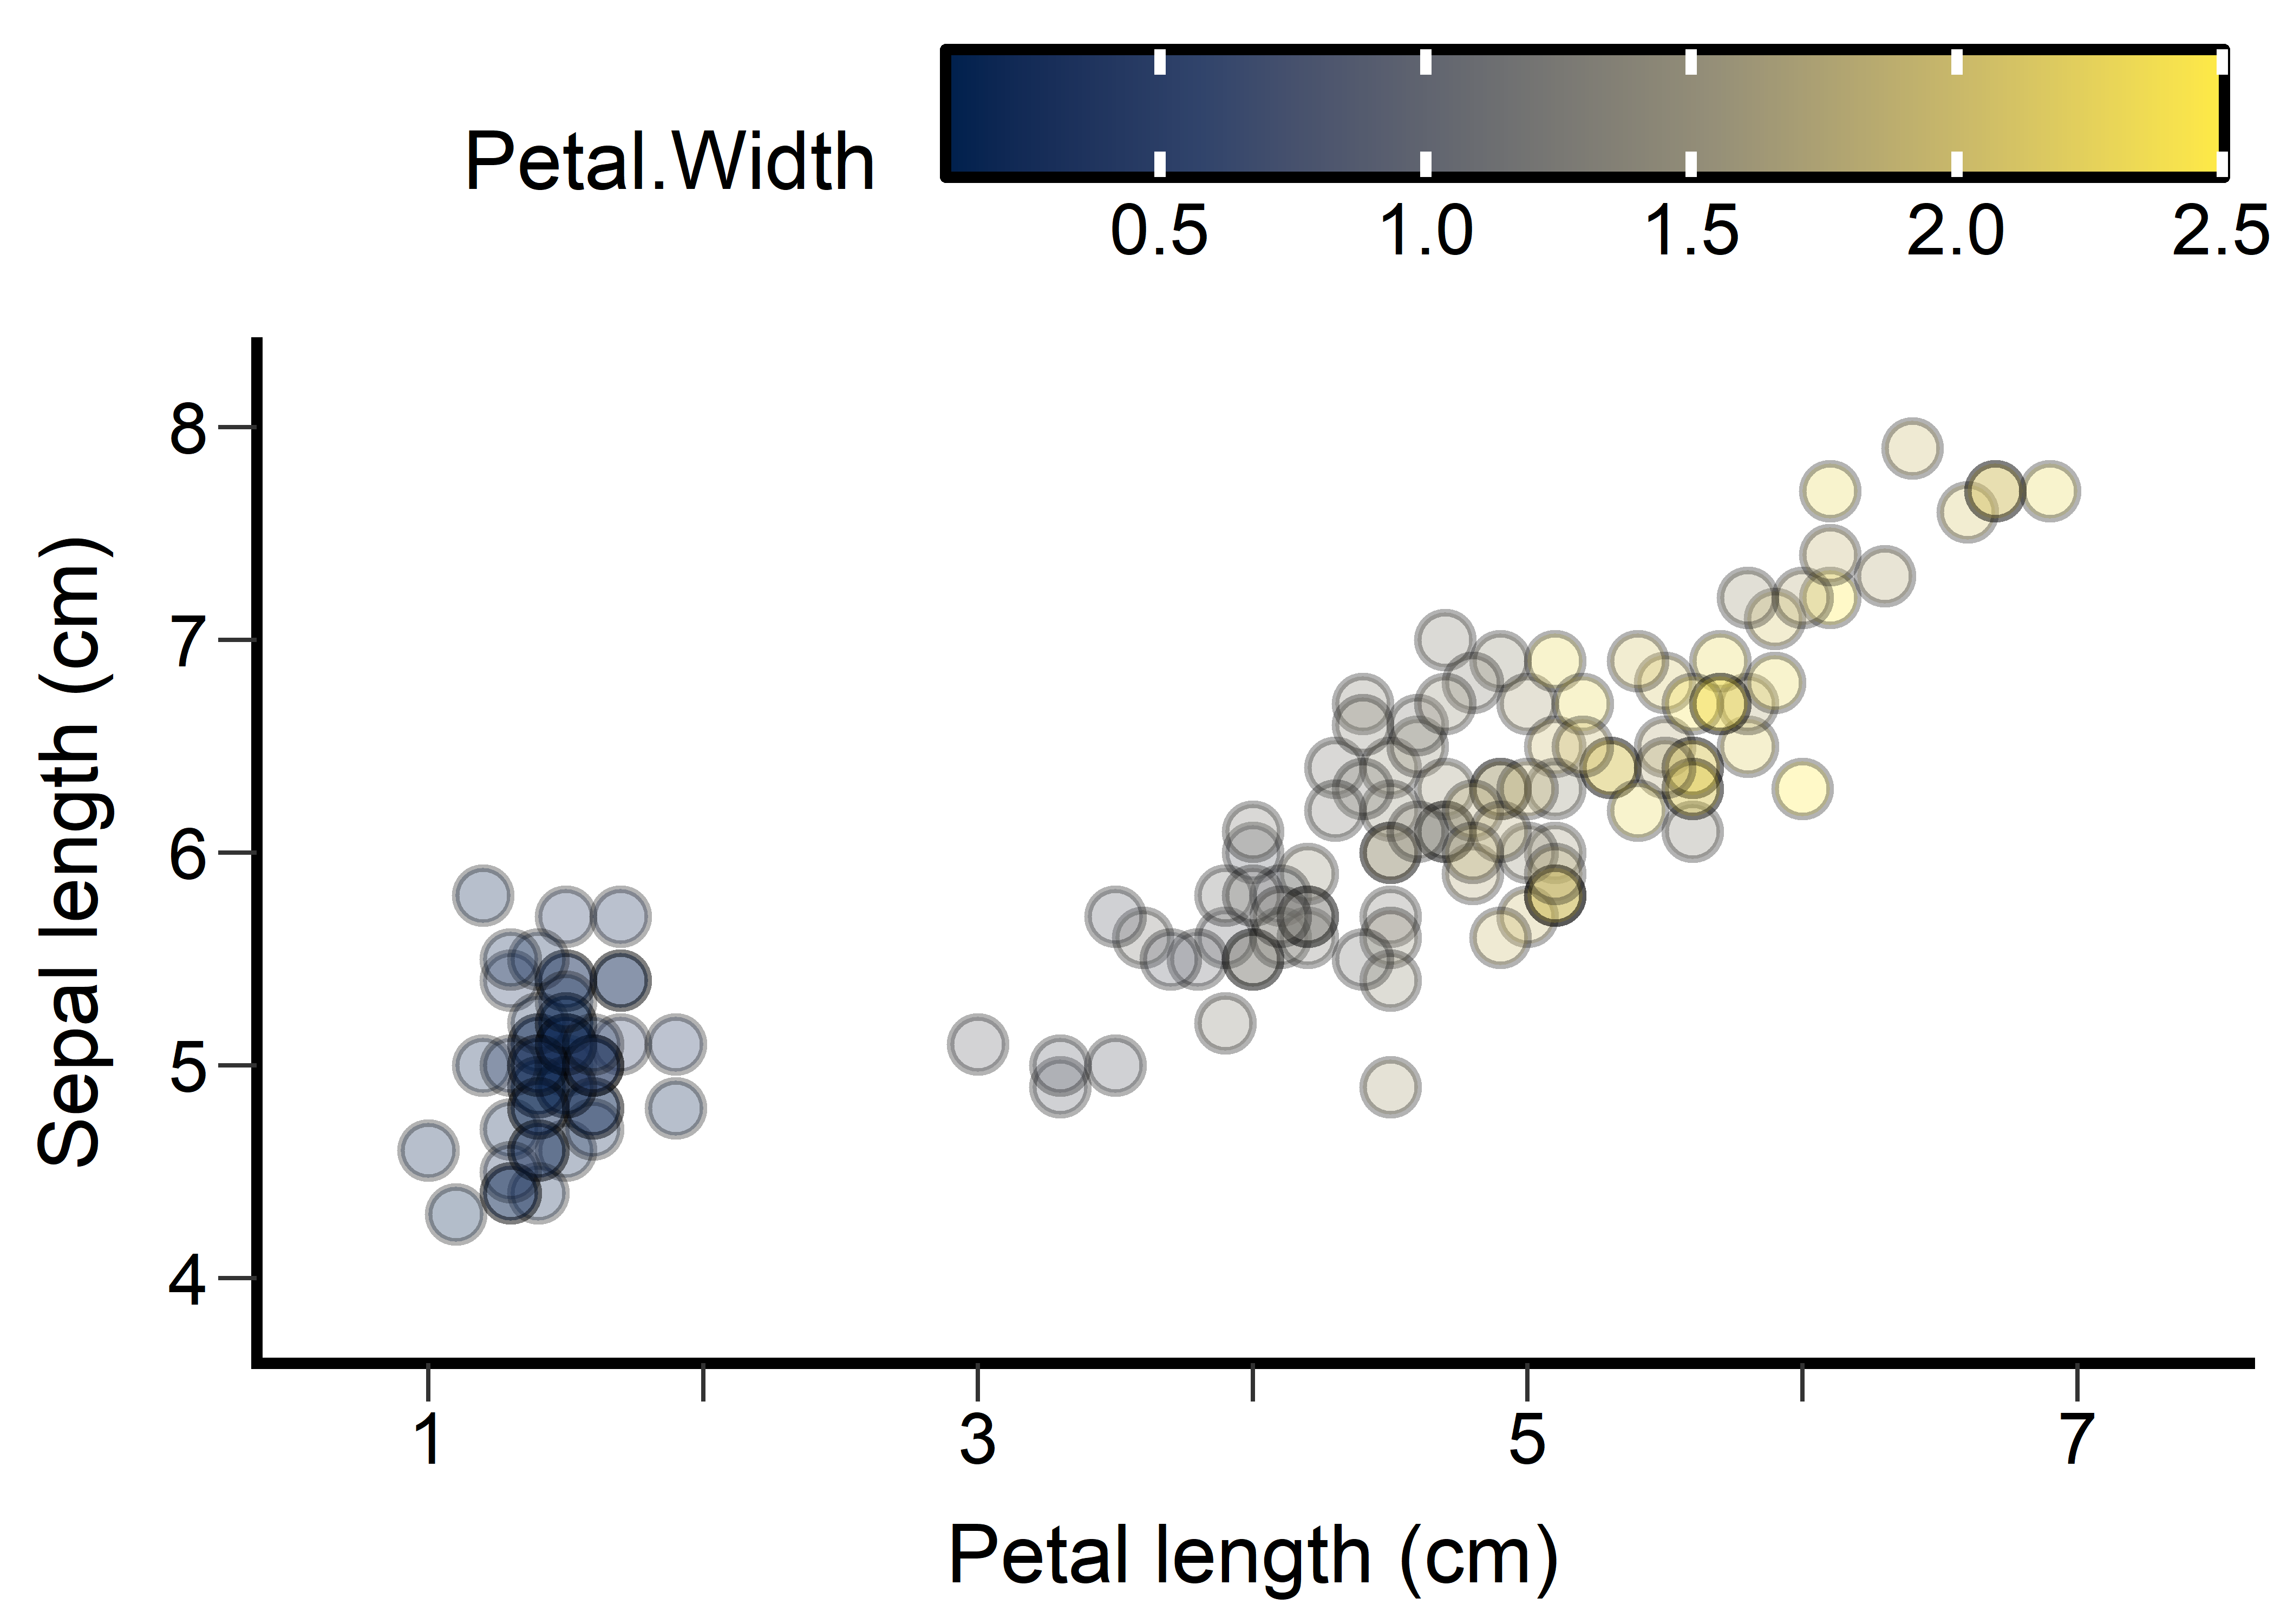 Petal.Width
0.5 1.0 1.5 2.0 2.5
Sepal length (cm)
8
7
6
5
4
1 3 5 7
Petal length (cm)